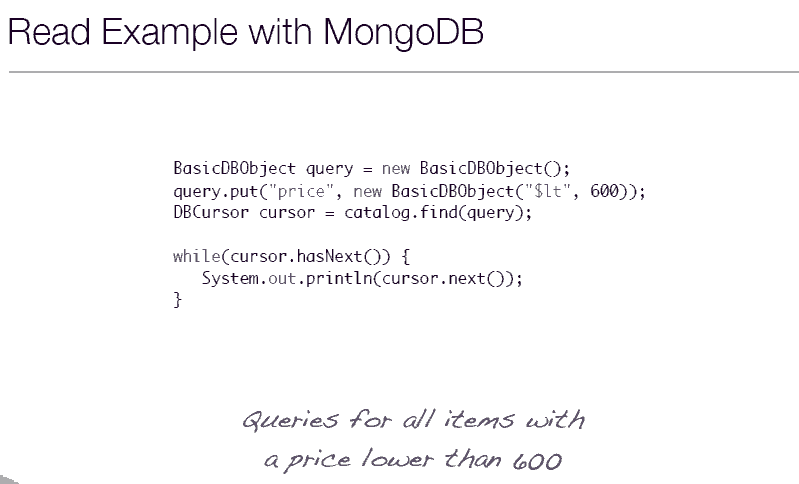 Read Example with MongoDB
BasicDBObject query = new BasicDBObject();
query.put("price", new BasicDBObject("$lt", 600));
DBCursor cursor = catalog.find(query);
while(cursor.hasNext()) {
System.out.println(cursor.next());
}
Queries for all items with
a price lower than 600